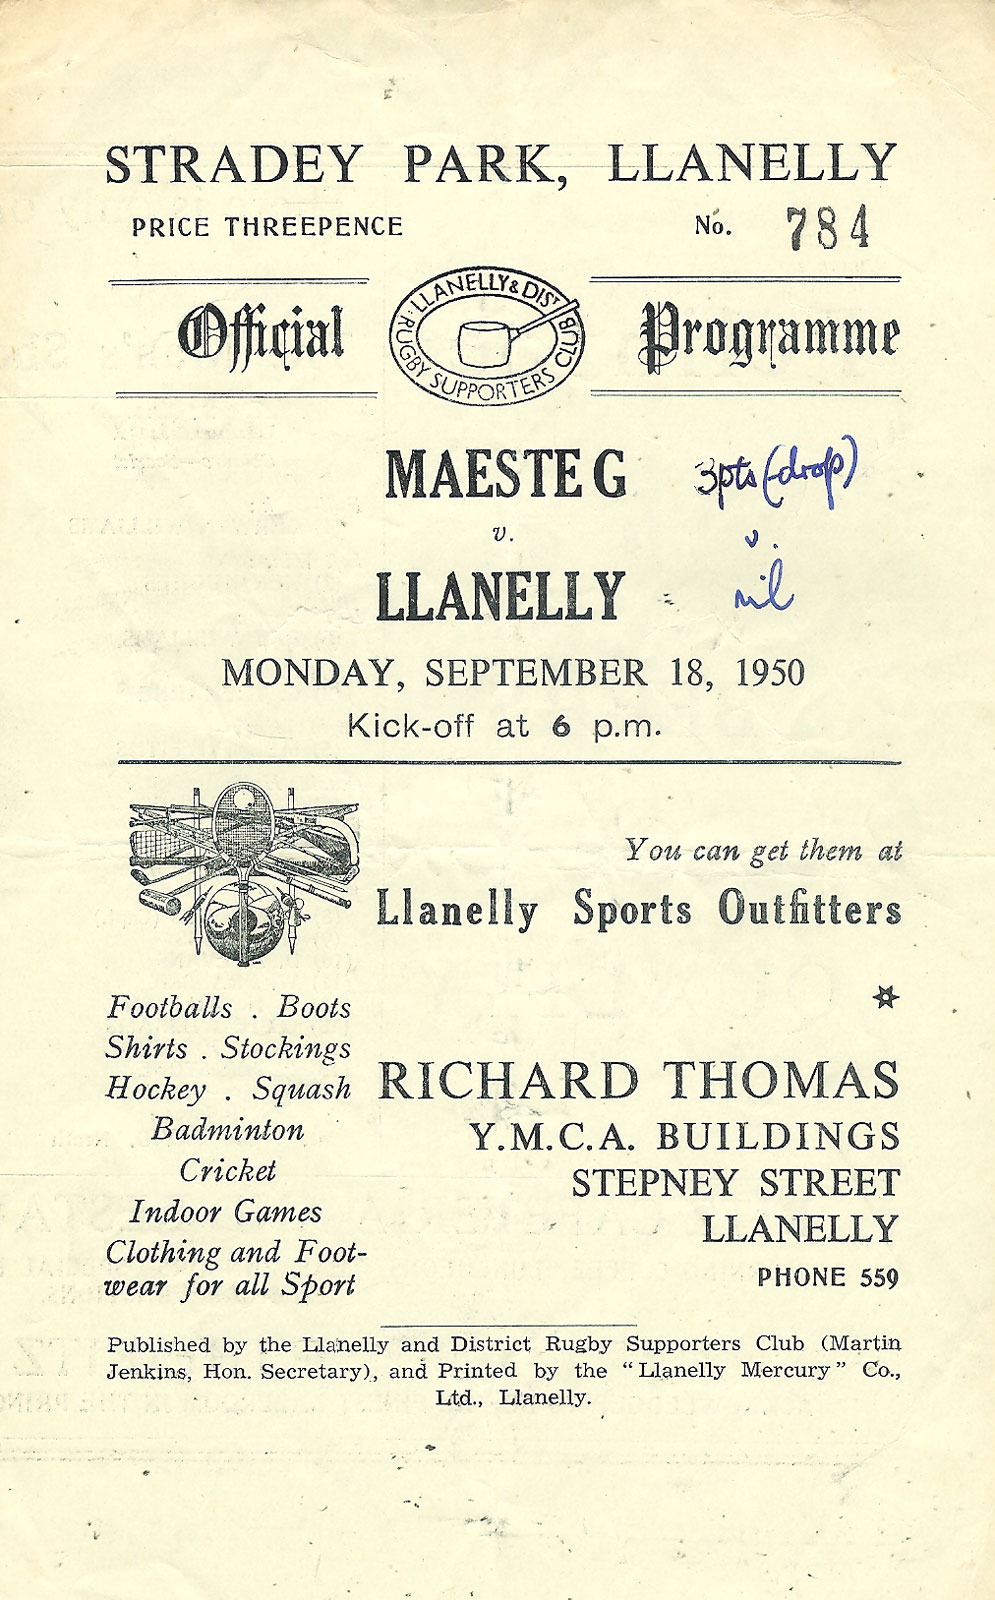 STRADEY PARK, LLANELLY
PRICE THREEPENCE No. 784
Official Programme
LLANELLY & DIST RUGBY SUPPORTERS CLUB
MAESTEG 3pts (drop)
v. v.
LLANELLY nil
MONDAY, SEPTEMBER 18, 1950
Kick-off at 6 p.m.
You can get them at
Llanelly Sports Outfitters
Footballs . Boots
Shirts . Stockings
Hockey . Squash
Badminton
Cricket
Indoor Games
Clothing and Foot-
wear for all Sport
RICHARD THOMAS
Y.M.C.A. BUILDINGS
STEPNEY STREET
LLANELLY
PHONE 559
Published by the Llanelly and District Rugby Supporters Club (Martin
Jenkins, Hon. Secretary), and Printed by the "Llanelly Mercury" Co.,
Ltd., Llanelly.